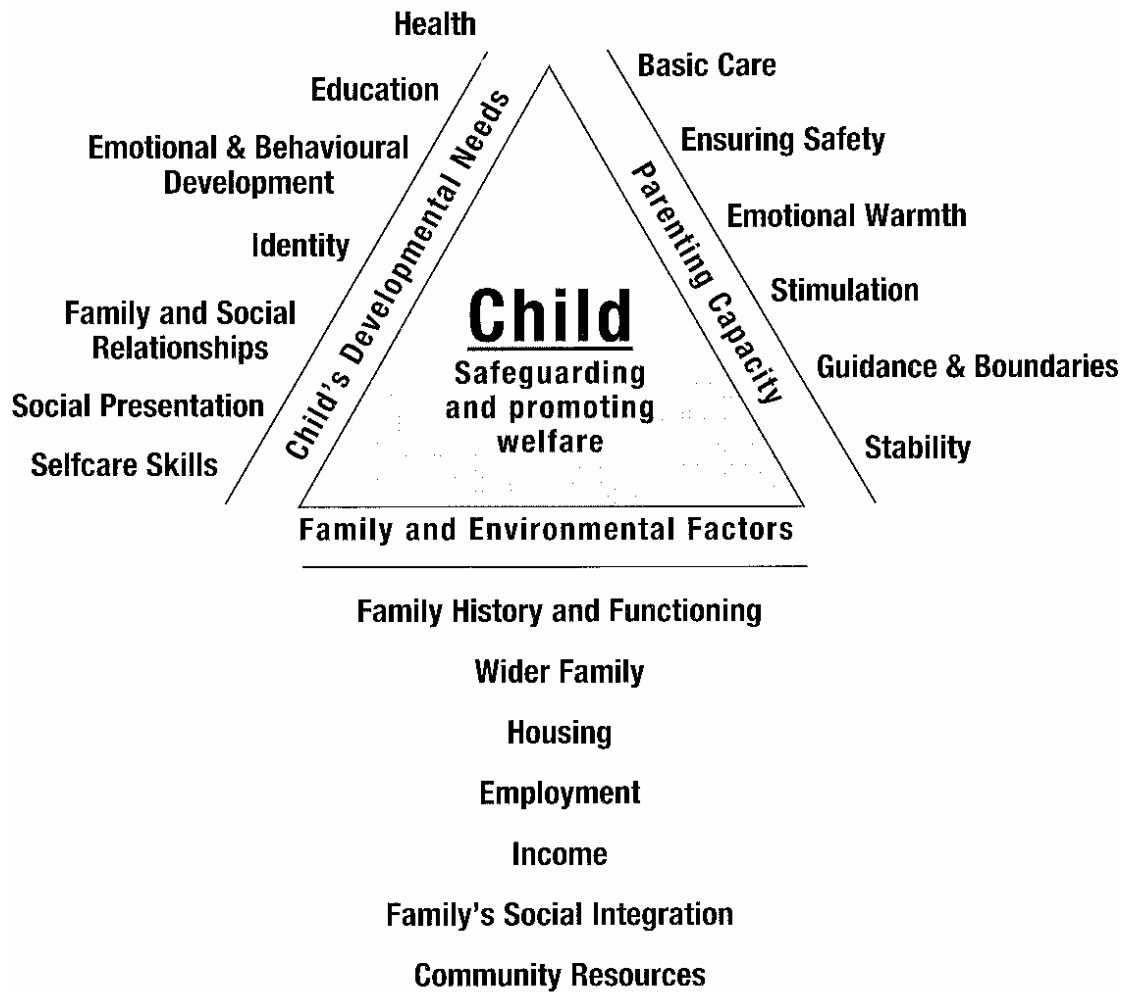 Health
Education
Emotional & Behavioural
Development
Identity
Family and Social
Relationships
Social Presentation
Selfcare Skills
Child's Developmental Needs
Basic Care
Ensuring Safety
Emotional Warmth
Stimulation
Guidance & Boundaries
Stability
Parenting Capacity
Child
Safeguarding
and promoting
welfare
Family and Environmental Factors
Family History and Functioning
Wider Family
Housing
Employment
Income
Family's Social Integration
Community Resources